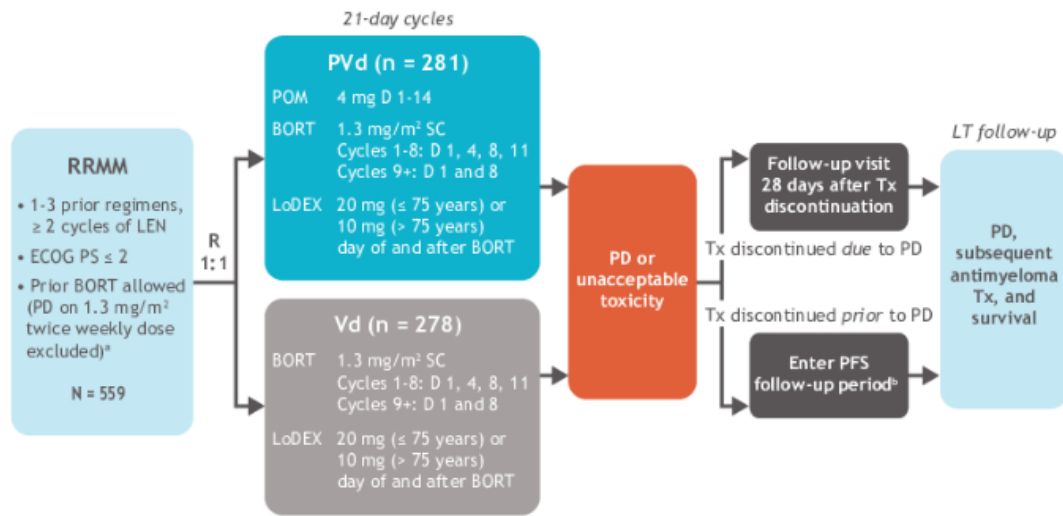 21-day cycles
RRMM
• 1-3 prior regimens,
≥ 2 cycles of LEN
• ECOG PS ≤ 2
• Prior BORT allowed
(PD on 1.3 mg/m²
twice weekly dose
excluded)ᵃ
N = 559
R
1:1
PVd (n = 281)
POM 4 mg D 1-14
BORT 1.3 mg/m² SC
Cycles 1-8: D 1, 4, 8, 11
Cycles 9+: D 1 and 8
LoDEX 20 mg (≤ 75 years) or
10 mg (> 75 years)
day of and after BORT
Vd (n = 278)
BORT 1.3 mg/m² SC
Cycles 1-8: D 1, 4, 8, 11
Cycles 9+: D 1 and 8
LoDEX 20 mg (≤ 75 years) or
10 mg (> 75 years)
day of and after BORT
PD or
unacceptable
toxicity
Follow-up visit
28 days after Tx
discontinuation
Tx discontinued due to PD
Tx discontinued prior to PD
Enter PFS
follow-up periodᵇ
LT follow-up
PD,
subsequent
antimyeloma
Tx, and
survival